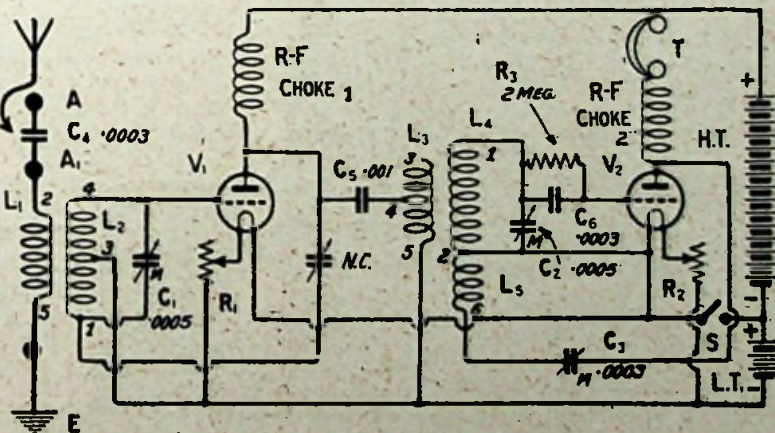 R-F
CHOKE 1
T
R3
2 MEG.
R-F
CHOKE
2
+
A
C4 .0003
A1
L3
L4
H.T.
V1
C5 .001
3
1
V2
L1
2
4
L2
4
C6
.0003
3
M
N.C.
5
2
M
C2 .0005
R1
L5
R2
-
5
C1
.0005
1
4
C3
S
+
M .0003
L.T.
-
E